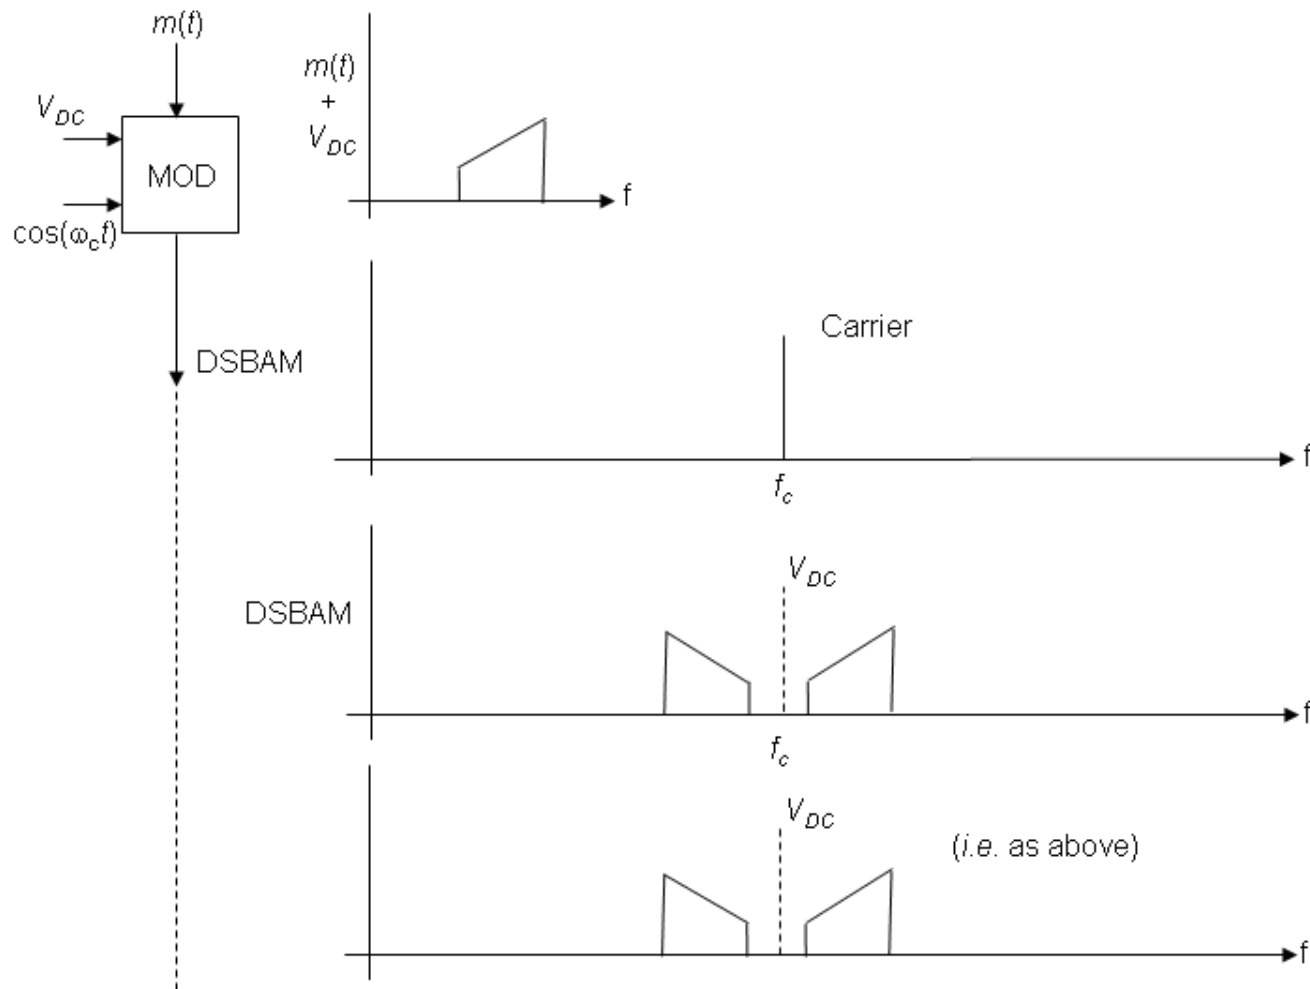 m(t)
V_DC
MOD
cos(ω_c t)
DSBAM
m(t)
+
V_DC
f
Carrier
f
f_c
V_DC
DSBAM
f
f_c
V_DC
(i.e. as above)
f